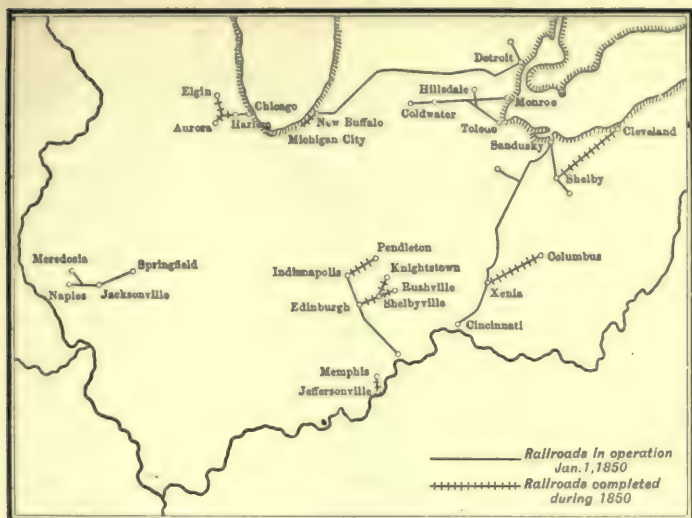 Detroit
Hillsdale
Monroe
Elgin
Chicago
Coldwater
New Buffalo
Aurora
Harlem
Toledo
Cleveland
Michigan City
Sandusky
Shelby
Pendleton
Columbus
Meredosia
Springfield
Indianapolis
Knightstown
Rushville
Naples
Jacksonville
Xenia
Edinburgh
Shelbyville
Cincinnati
Memphis
Jeffersonville
Railroads in operation
Jan. 1, 1850
Railroads completed
during 1850